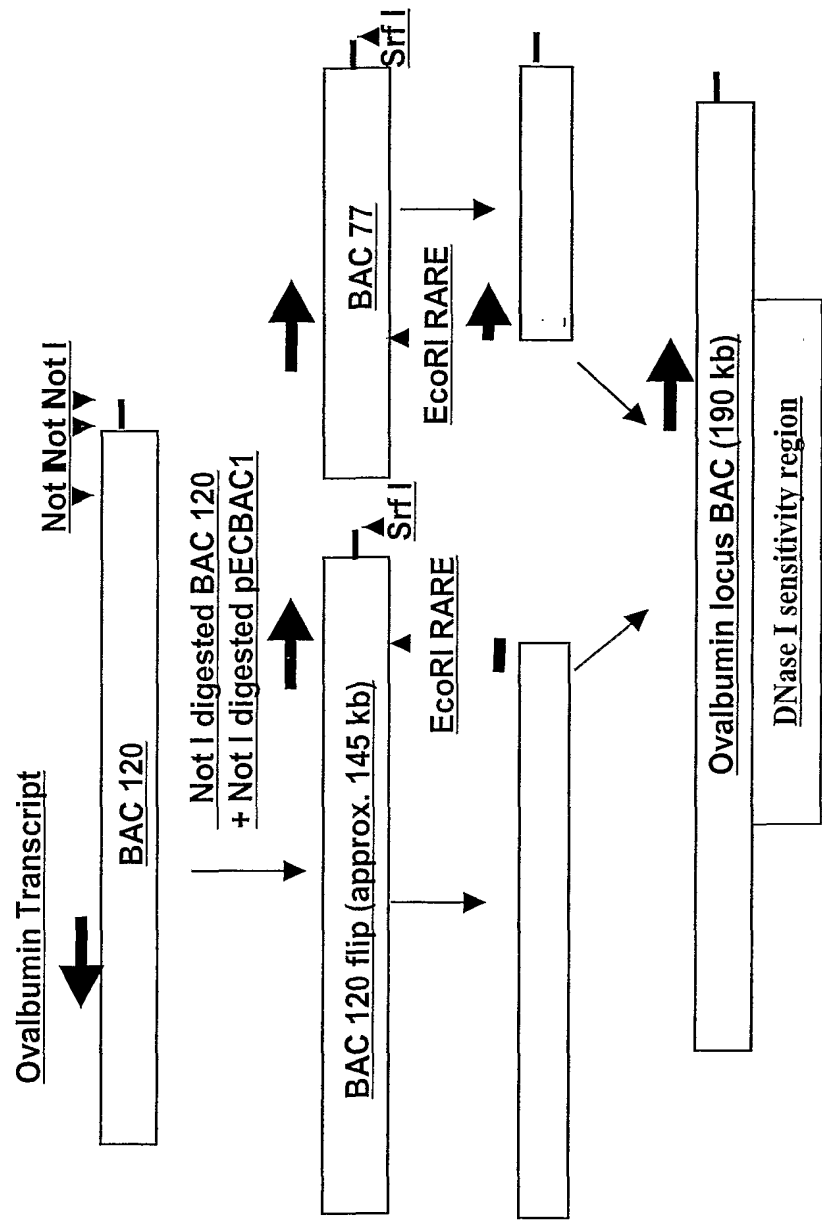 Ovalbumin Transcript
Not Not Not I
BAC 120
Not I digested BAC 120
+ Not I digested pECBAC1
BAC 120 flip (approx. 145 kb)
Srf I
EcoRI RARE
BAC 77
Srf I
EcoRI RARE
Ovalbumin locus BAC (190 kb)
DNase I sensitivity region